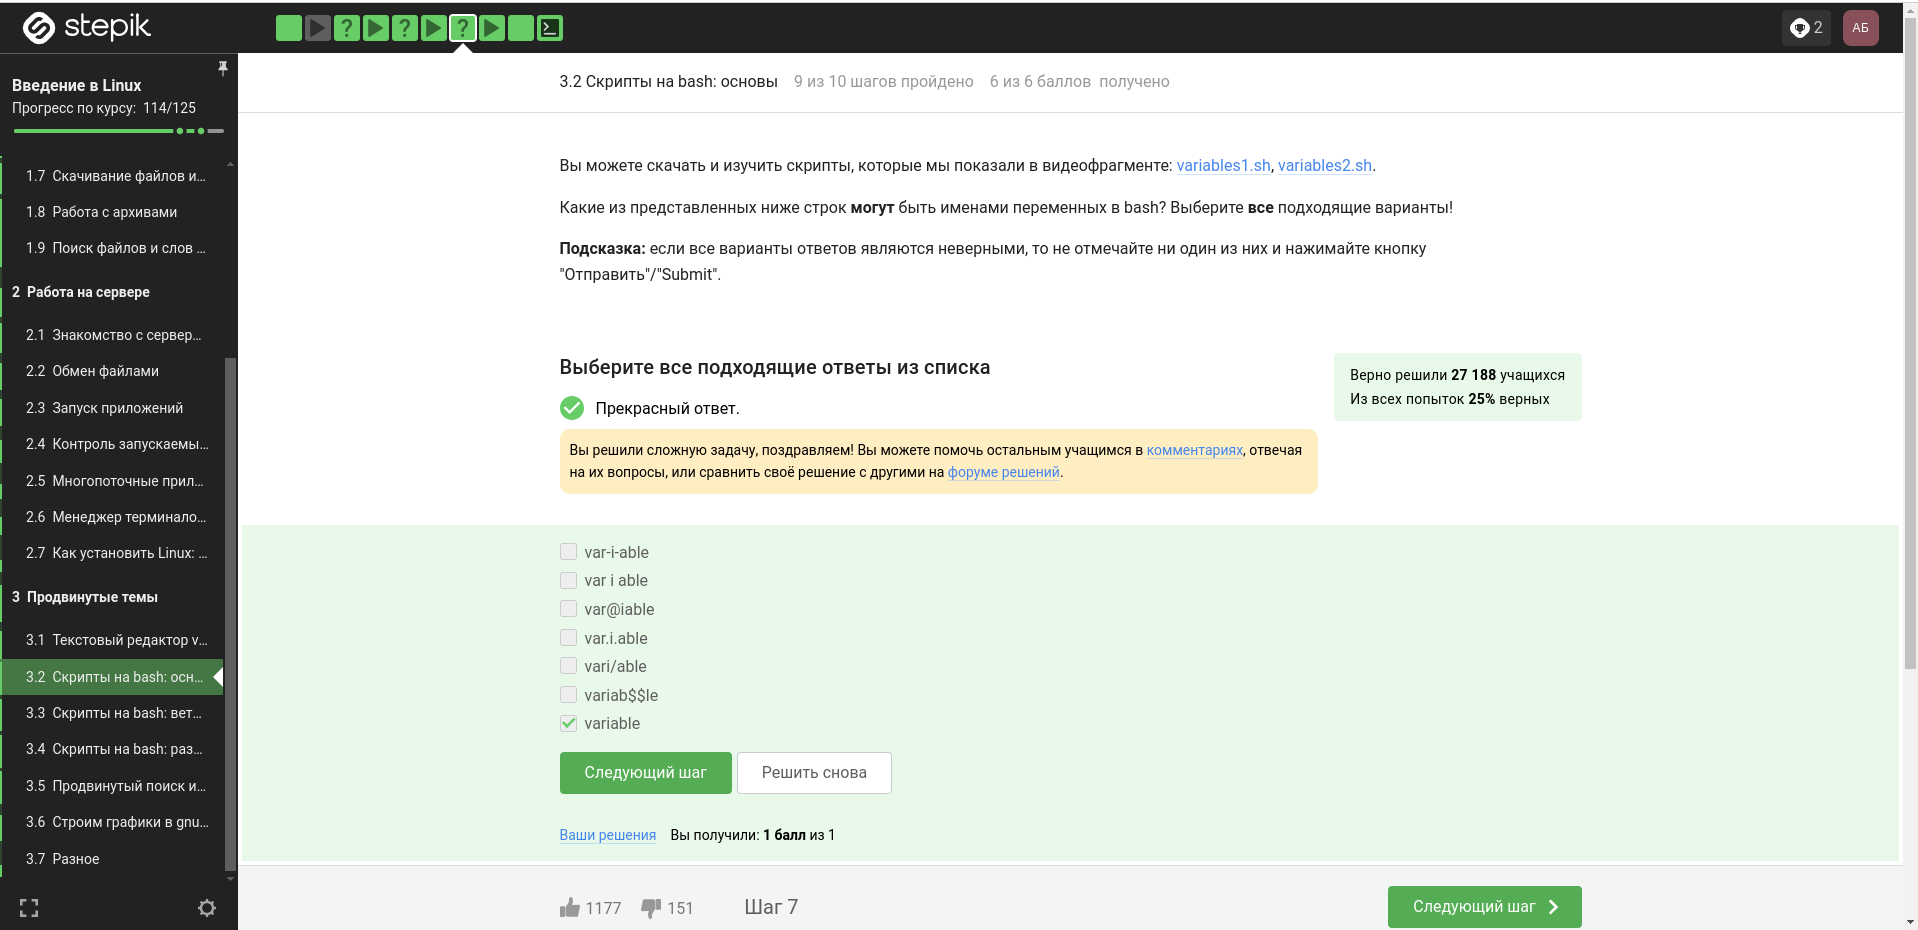 stepik
2
АБ
Введение в Linux
Прогресс по курсу: 114/125
1.7 Скачивание файлов и...
1.8 Работа с архивами
1.9 Поиск файлов и слов ...
2 Работа на сервере
2.1 Знакомство с сервер...
2.2 Обмен файлами
2.3 Запуск приложений
2.4 Контроль запускаемы...
2.5 Многопоточные прил...
2.6 Менеджер терминало...
2.7 Как установить Linux: ...
3 Продвинутые темы
3.1 Текстовый редактор v...
3.2 Скрипты на bash: осн...
3.3 Скрипты на bash: вет...
3.4 Скрипты на bash: раз...
3.5 Продвинутый поиск и...
3.6 Строим графики в gnu...
3.7 Разное
3.2 Скрипты на bash: основы 9 из 10 шагов пройдено 6 из 6 баллов получено
Вы можете скачать и изучить скрипты, которые мы показали в видеофрагменте: variables1.sh, variables2.sh.
Какие из представленных ниже строк могут быть именами переменных в bash? Выберите все подходящие варианты!
Подсказка: если все варианты ответов являются неверными, то не отмечайте ни один из них и нажимайте кнопку
"Отправить"/"Submit".
Выберите все подходящие ответы из списка
Прекрасный ответ.
Верно решили 27 188 учащихся
Из всех попыток 25% верных
Вы решили сложную задачу, поздравляем! Вы можете помочь остальным учащимся в комментариях, отвечая
на их вопросы, или сравнить своё решение с другими на форуме решений.
var-i-able
var i able
var@iable
var.i.able
vari/able
variab$$le
variable
Следующий шаг Решить снова
Ваши решения Вы получили: 1 балл из 1
1177 151 Шаг 7 Следующий шаг